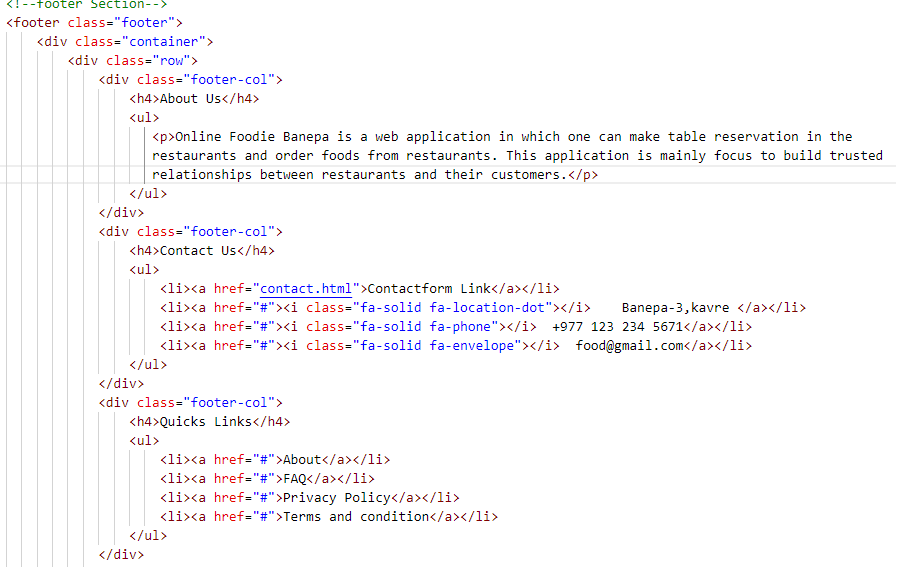 <!--footer Section-->
<footer class="footer">
<div class="container">
<div class="row">
<div class="footer-col">
<h4>About Us</h4>
<ul>
<p>Online Foodie Banepa is a web application in which one can make table reservation in the
restaurants and order foods from restaurants. This application is mainly focus to build trusted
relationships between restaurants and their customers.</p>
</ul>
</div>
<div class="footer-col">
<h4>Contact Us</h4>
<ul>
<li><a href="contact.html">Contactform Link</a></li>
<li><a href="#"><i class="fa-solid fa-location-dot"></i>    Banepa-3,kavre </a></li>
<li><a href="#"><i class="fa-solid fa-phone"></i>  +977 123 234 5671</a></li>
<li><a href="#"><i class="fa-solid fa-envelope"></i>  food@gmail.com</a></li>
</ul>
</div>
<div class="footer-col">
<h4>Quicks Links</h4>
<ul>
<li><a href="#">About</a></li>
<li><a href="#">FAQ</a></li>
<li><a href="#">Privacy Policy</a></li>
<li><a href="#">Terms and condition</a></li>
</ul>
</div>